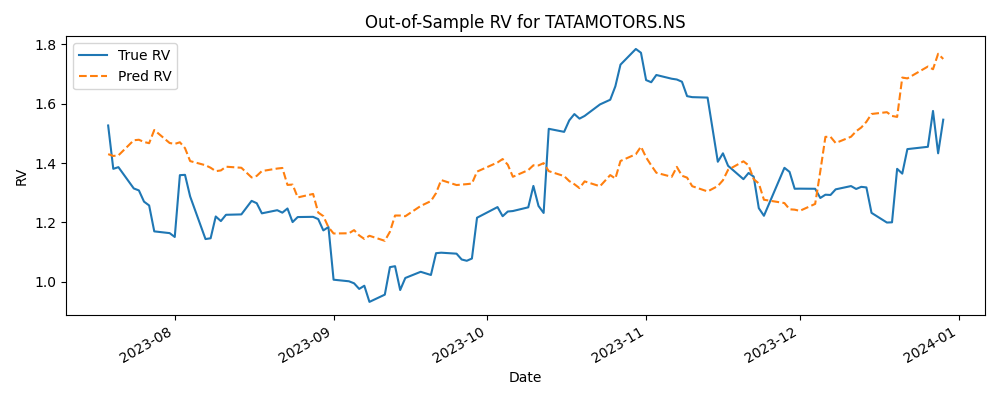 Out-of-Sample RV for TATAMOTORS.NS
True RV
Pred RV
RV
1.8
1.6
1.4
1.2
1.0
2023-08
2023-09
2023-10
2023-11
2023-12
2024-01
Date